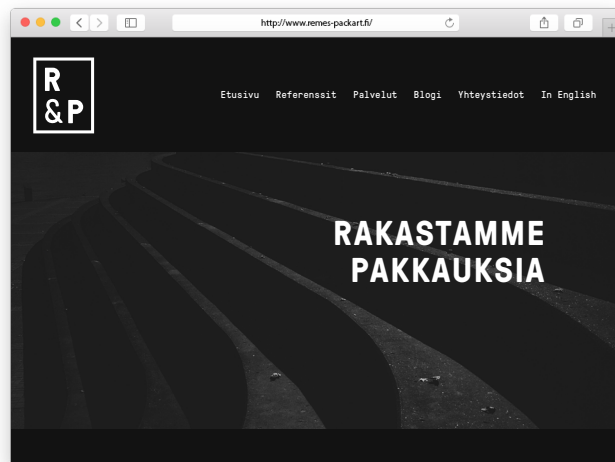 http://www.remes-packart.fi/
R
&P
Etusivu Referenssit Palvelut Blogi Yhteystiedot In English
RAKASTAMME
PAKKAUKSIA